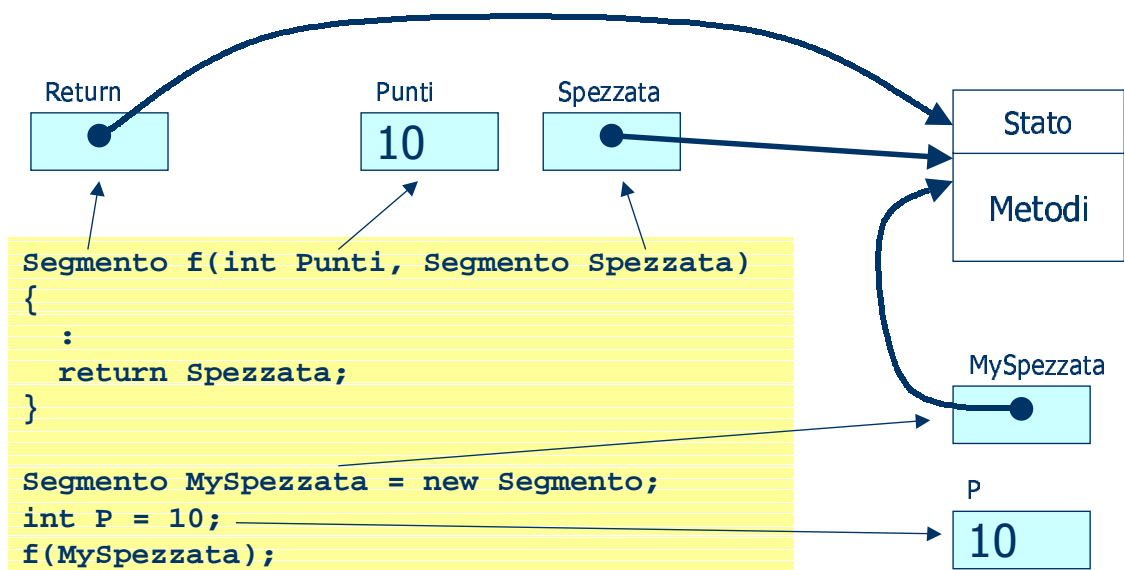 Return
Punti
Spezzata
10
Stato
Metodi
Segmento f(int Punti, Segmento Spezzata)
{
:
return Spezzata;
}
MySpezzata
Segmento MySpezzata = new Segmento;
int P = 10;
f(MySpezzata);
P
10